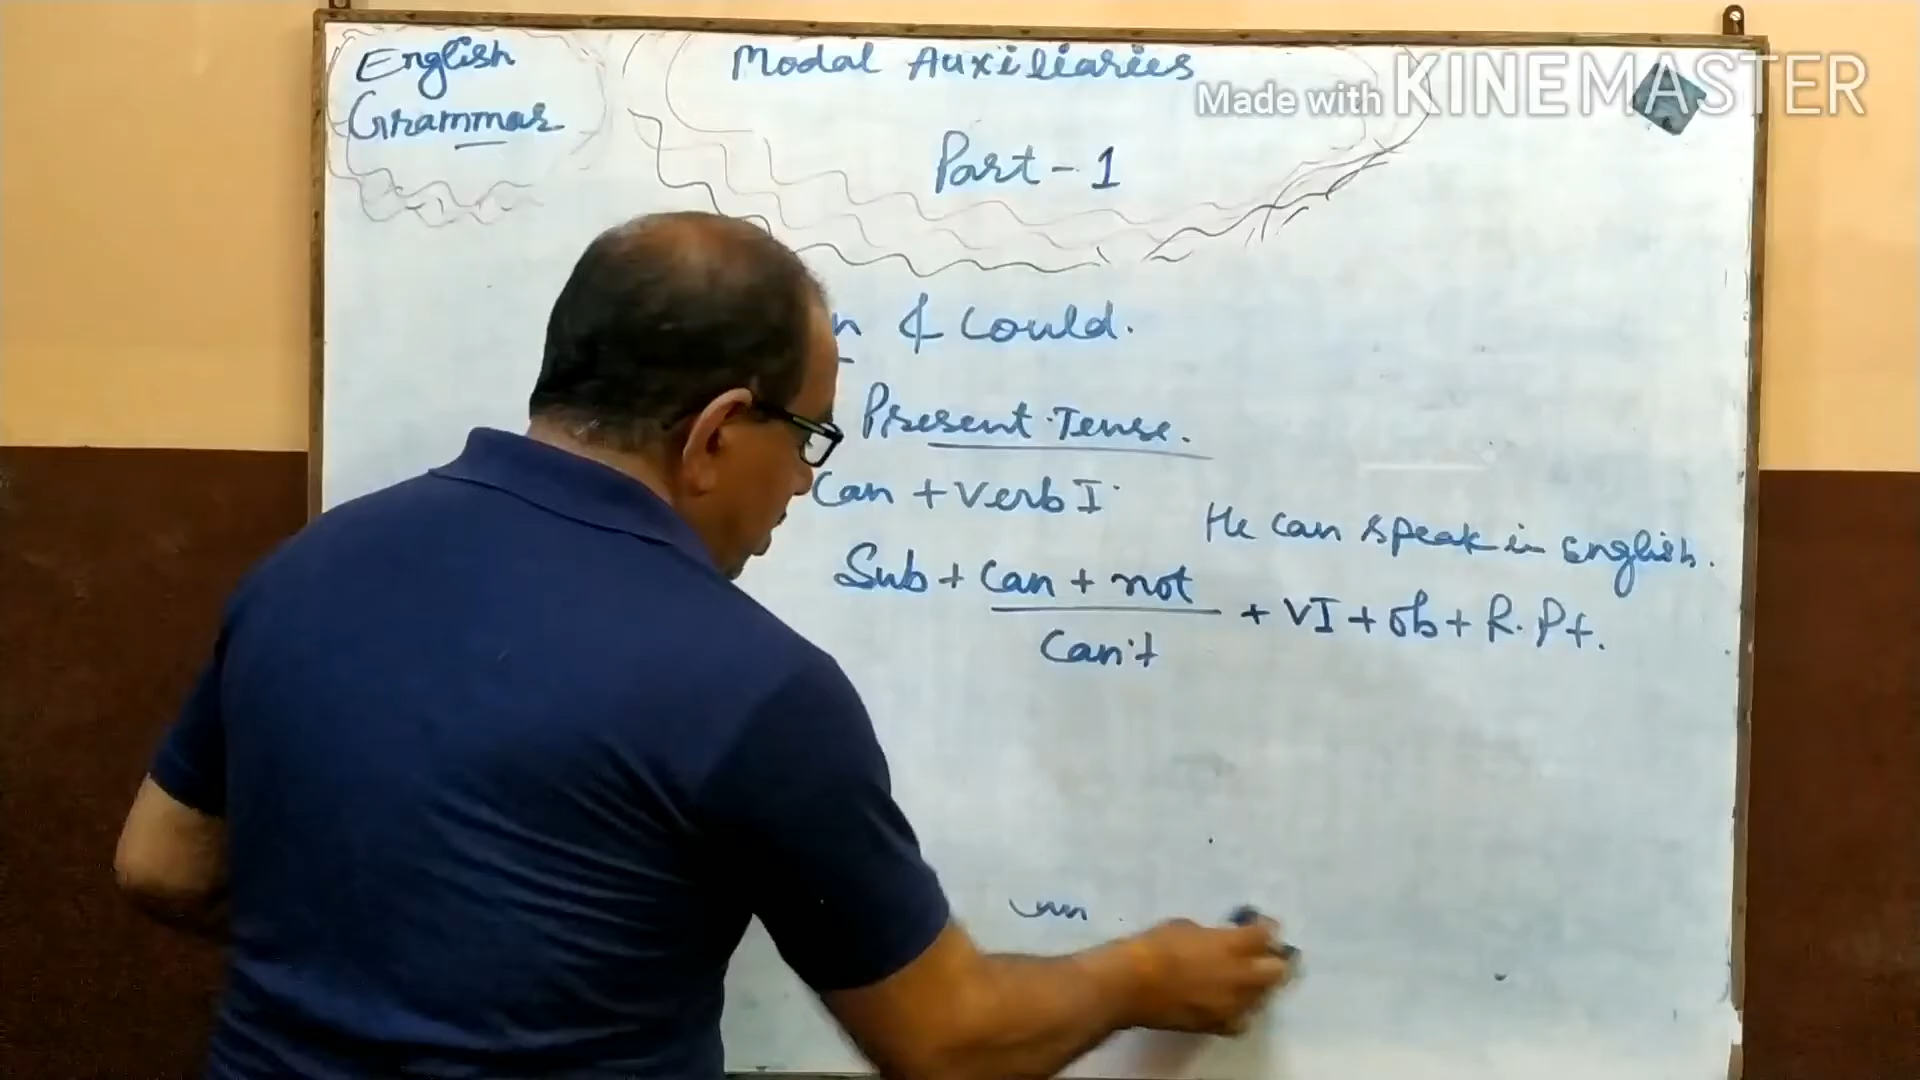 English
Grammar
Modal Auxiliaries
Made with KINEMASTER
Part - 1
n & Could.
Present Tense.
Can + Verb I
He can speak in english.
Sub + Can + not
+ VI + ob + R. Pt.
Can't